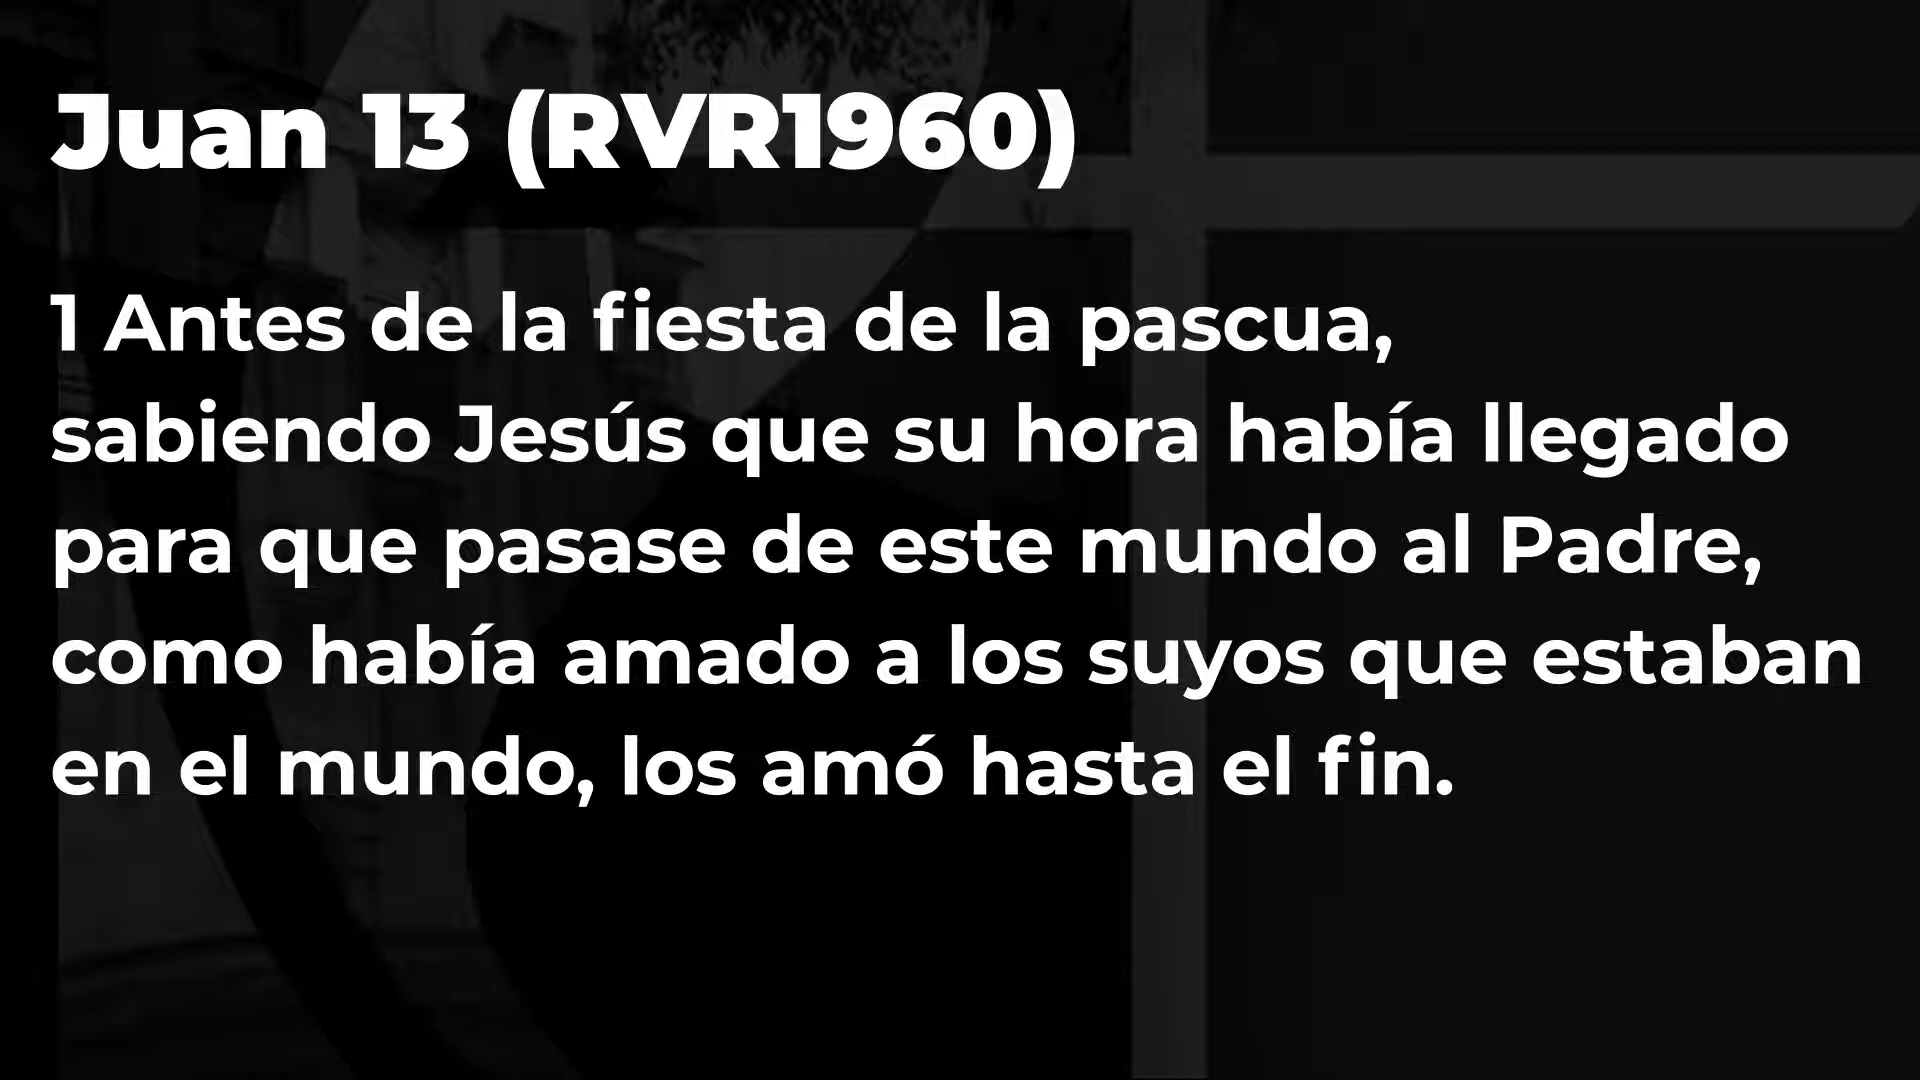 Juan 13 (RVR1960)
1 Antes de la fiesta de la pascua,
sabiendo Jesús que su hora había llegado
para que pasase de este mundo al Padre,
como había amado a los suyos que estaban
en el mundo, los amó hasta el fin.